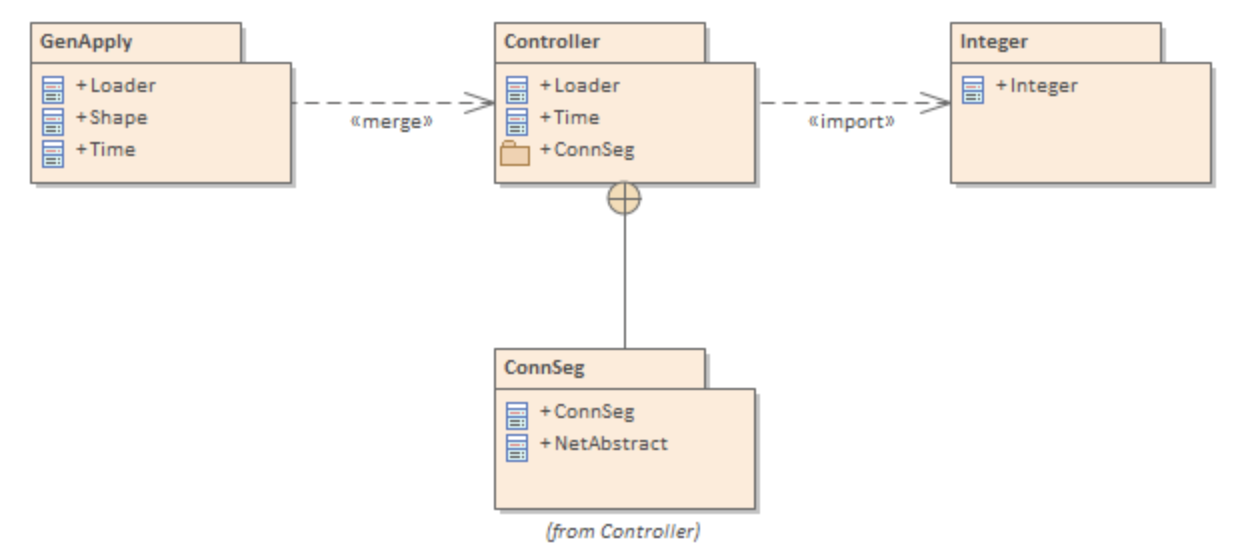 GenApply
+Loader
+Shape
+Time
«merge»
Controller
+Loader
+Time
+ConnSeg
«import»
Integer
+Integer
ConnSeg
+ConnSeg
+NetAbstract
(from Controller)